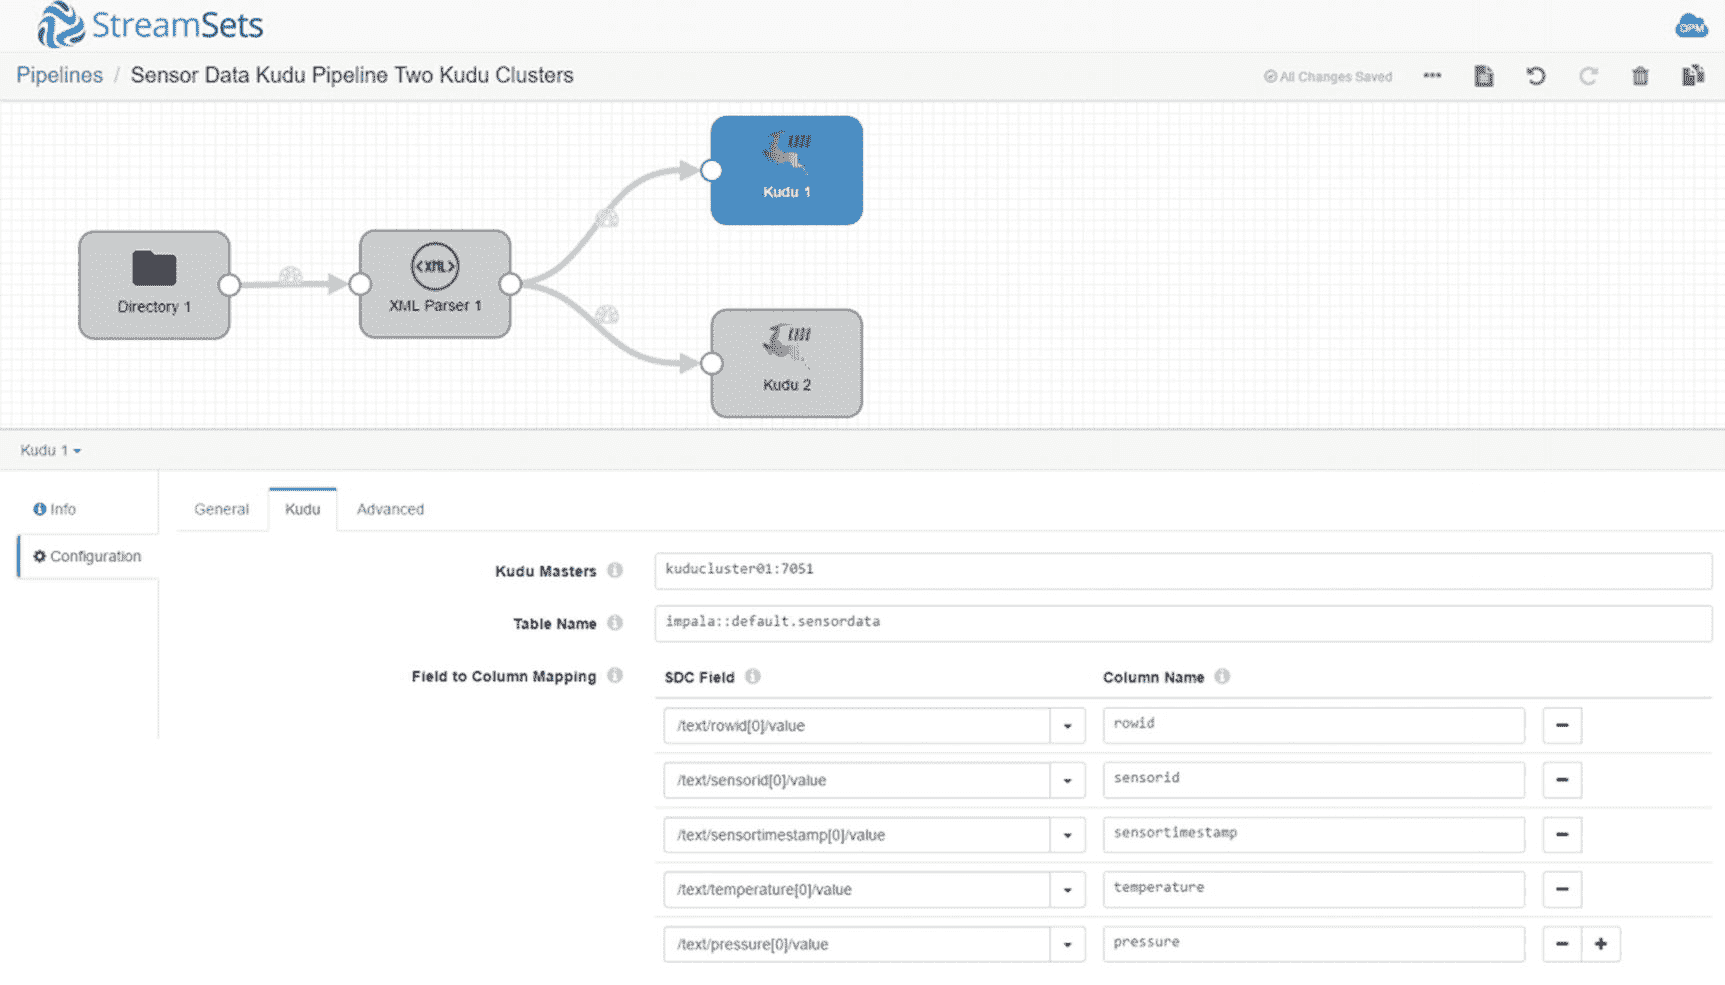 StreamSets
DPM
Pipelines / Sensor Data Kudu Pipeline Two Kudu Clusters
All Changes Saved
Kudu 1
Directory 1
<XML>
XML Parser 1
Kudu 2
Kudu 1
Info
Configuration
General Kudu Advanced
Kudu Masters kuducluster01:7051
Table Name impala::default.sensordata
Field to Column Mapping SDC Field Column Name
/text/rowid[0]/value rowid
/text/sensorid[0]/value sensorid
/text/sensortimestamp[0]/value sensortimestamp
/text/temperature[0]/value temperature
/text/pressure[0]/value pressure